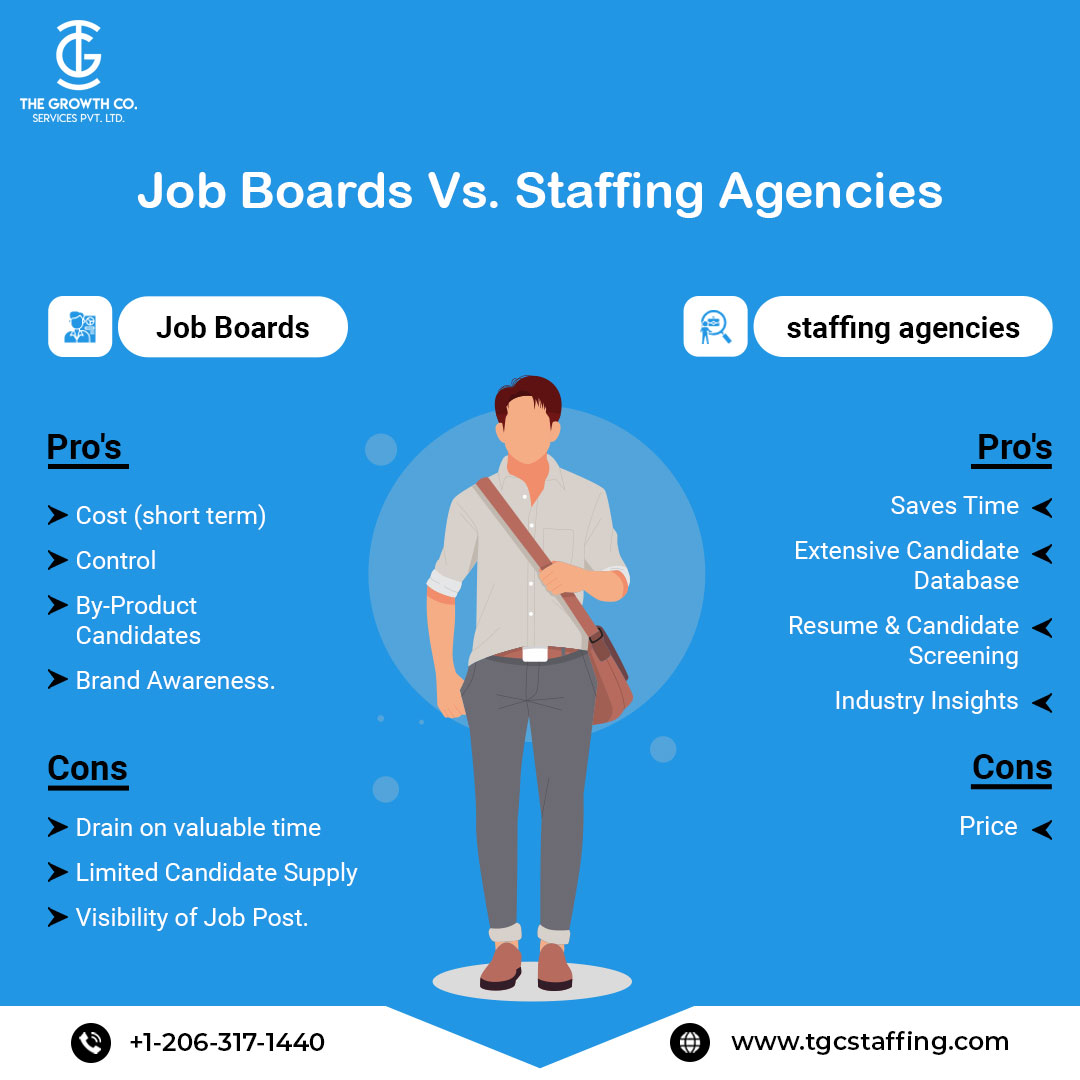 THE GROWTH CO.
SERVICES PVT. LTD.
Job Boards Vs. Staffing Agencies
Job Boards
Pro's
Cost (short term)
Control
By-Product
Candidates
Brand Awareness.
Cons
Drain on valuable time
Limited Candidate Supply
Visibility of Job Post.
staffing agencies
Pro's
Saves Time
Extensive Candidate
Database
Resume & Candidate
Screening
Industry Insights
Cons
Price
+1-206-317-1440
www.tgcstaffing.com